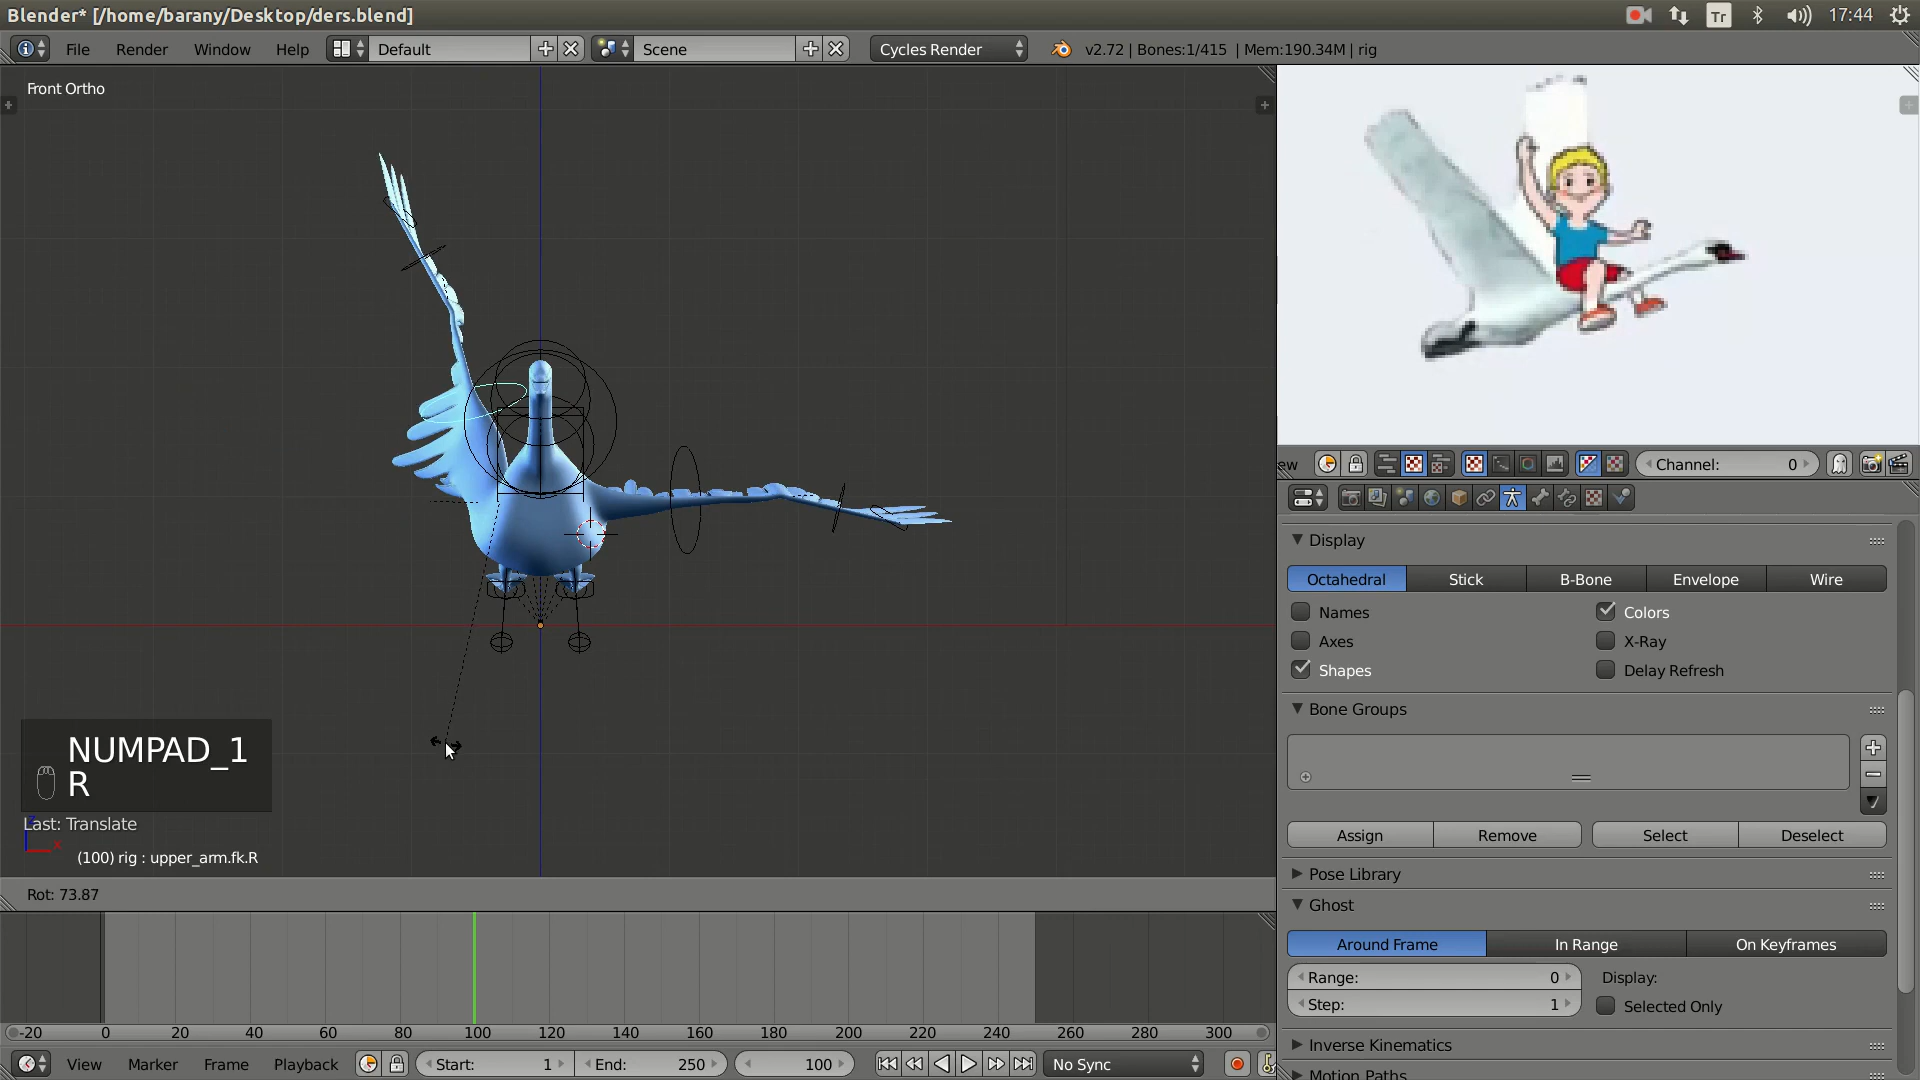 Blender* [/home/barany/Desktop/ders.blend]
Tr
17:44
File
Render
Window
Help
Default
Scene
Cycles Render
v2.72 | Bones:1/415 | Mem:190.34M | rig
Front Ortho
ew
Channel:
0
Display
Octahedral
Stick
B-Bone
Envelope
Wire
Names
Colors
Axes
X-Ray
Shapes
Delay Refresh
Bone Groups
Assign
Remove
Select
Deselect
Pose Library
Ghost
Around Frame
In Range
On Keyframes
Range:
0
Display:
Step:
1
Selected Only
Inverse Kinematics
Motion Paths
NUMPAD_1
R
Last: Translate
(100) rig : upper_arm.fk.R
Rot: 73.87
-20
0
20
40
60
80
100
120
140
160
180
200
220
240
260
280
300
View
Marker
Frame
Playback
Start:
1
End:
250
100
No Sync